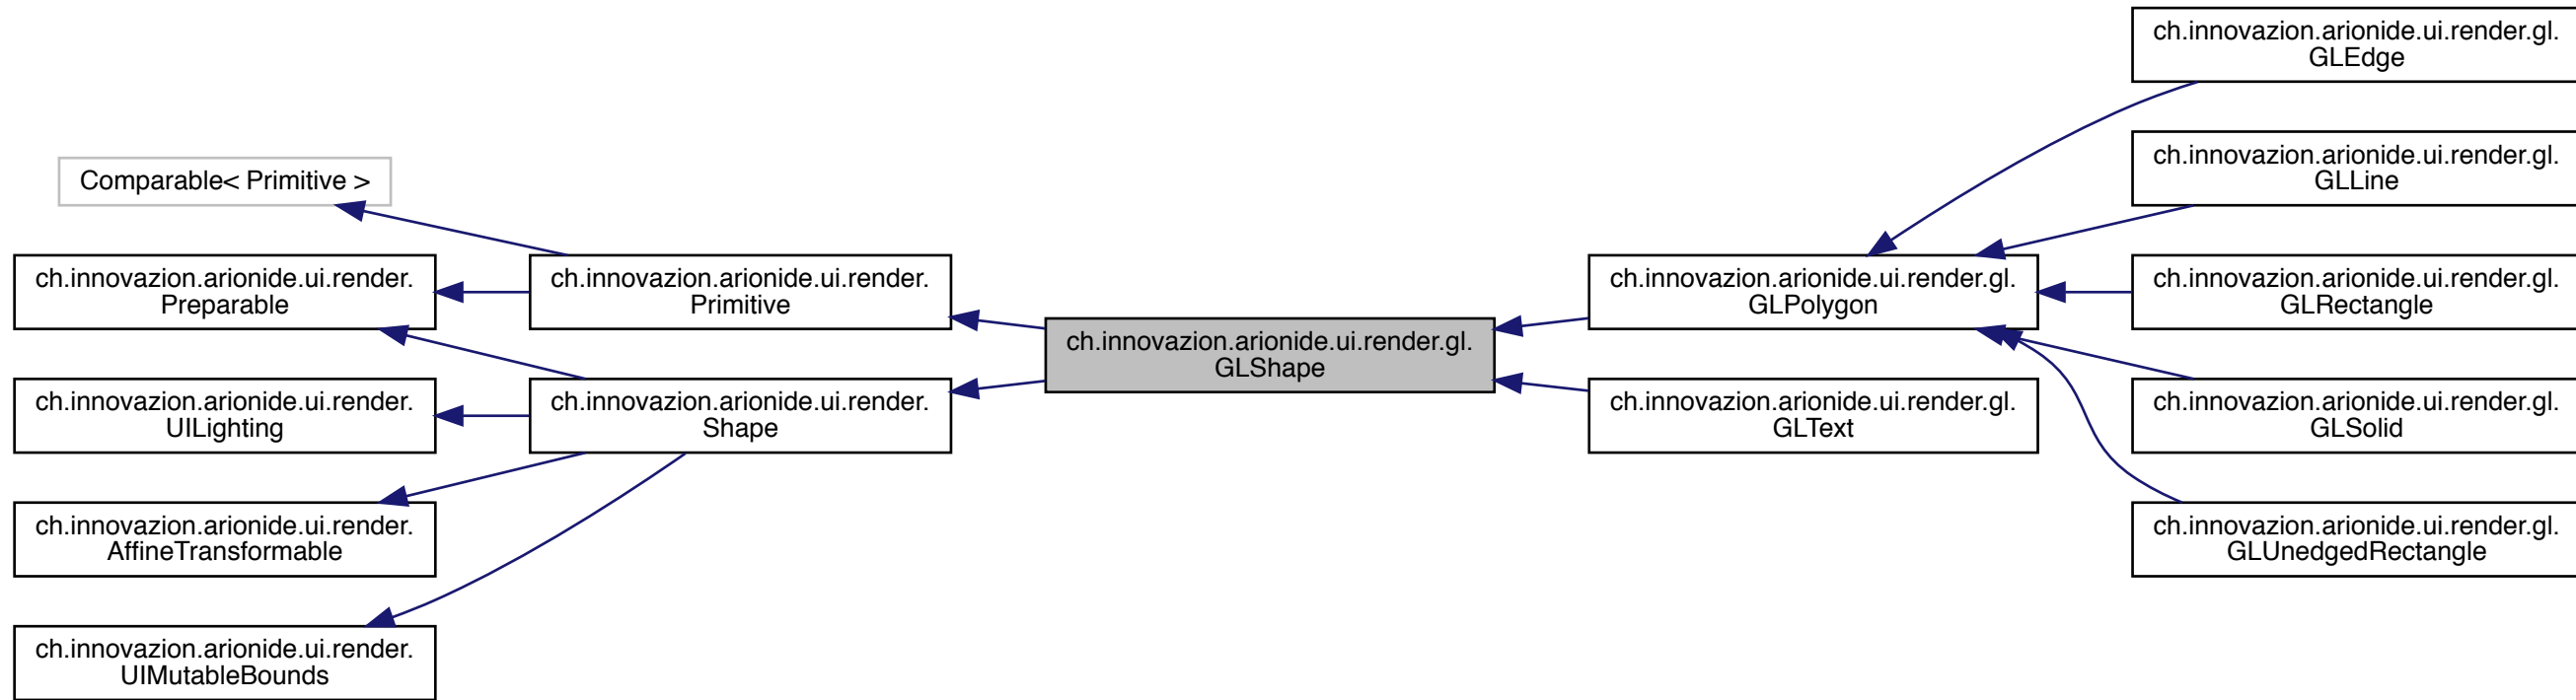 Comparable< Primitive >
ch.innovazion.arionide.ui.render.
Preparable
ch.innovazion.arionide.ui.render.
UILighting
ch.innovazion.arionide.ui.render.
AffineTransformable
ch.innovazion.arionide.ui.render.
UIMutableBounds
ch.innovazion.arionide.ui.render.
Primitive
ch.innovazion.arionide.ui.render.
Shape
ch.innovazion.arionide.ui.render.gl.
GLShape
ch.innovazion.arionide.ui.render.gl.
GLPolygon
ch.innovazion.arionide.ui.render.gl.
GLText
ch.innovazion.arionide.ui.render.gl.
GLEdge
ch.innovazion.arionide.ui.render.gl.
GLLine
ch.innovazion.arionide.ui.render.gl.
GLRectangle
ch.innovazion.arionide.ui.render.gl.
GLSolid
ch.innovazion.arionide.ui.render.gl.
GLUnedgedRectangle